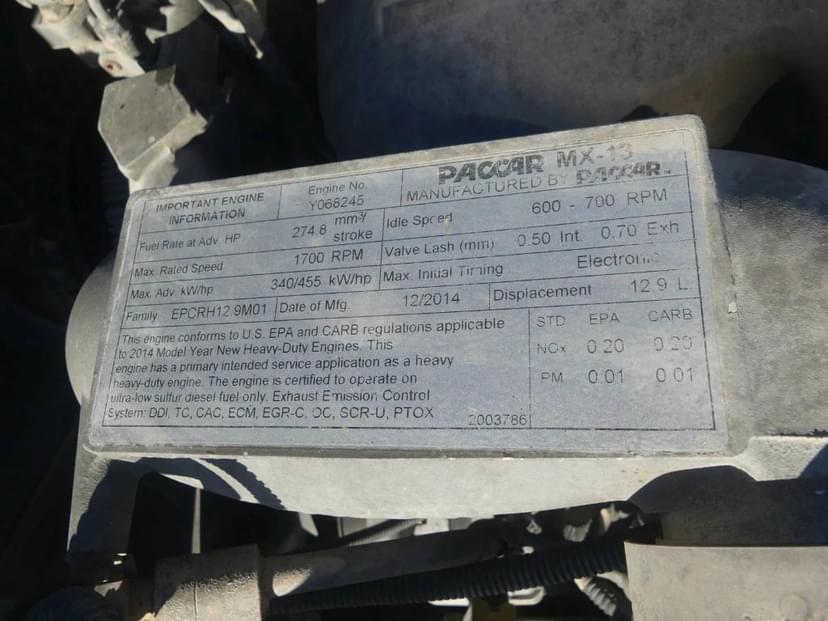 IMPORTANT ENGINE INFORMATION
Engine No. Y068245
PACCAR MX-13
MANUFACTURED BY PACCAR
Fuel Rate at Adv. HP 274.8 mm³/stroke
Idle Speed 600 - 700 RPM
Max. Rated Speed 1700 RPM
Valve Lash (mm) 0.50 Int. 0.70 Exh
Max. Adv. kW/hp 340/455 kW/hp
Max. Initial Timing Electronic
Family EPCRH12.9M01
Date of Mfg. 12/2014
Displacement 12.9 L
This engine conforms to U.S. EPA and CARB regulations applicable
to 2014 Model Year New Heavy-Duty Engines. This
engine has a primary intended service application as a heavy
heavy-duty engine. The engine is certified to operate on
ultra-low sulfur diesel fuel only. Exhaust Emission Control
System: DDI, TC, CAC, ECM, EGR-C, OC, SCR-U, PTOX
2003786
STD EPA CARB
NOx 0.20 0.20
PM 0.01 0.01